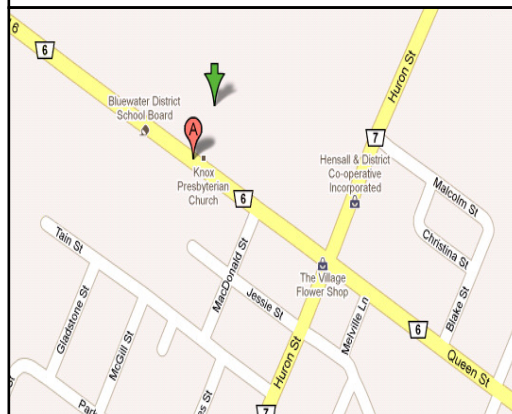 6
6
Bluewater District
School Board
A
Knox
Presbyterian
Church
6
Huron St
7
Hensall & District
Co-operative
Incorporated
Malcolm St
Christina St
Tain St
MacDonald St
The Village
Flower Shop
Gladstone St
McGill St
Jessie St
Melville Ln
Blake St
6
Queen St
Huron St
7